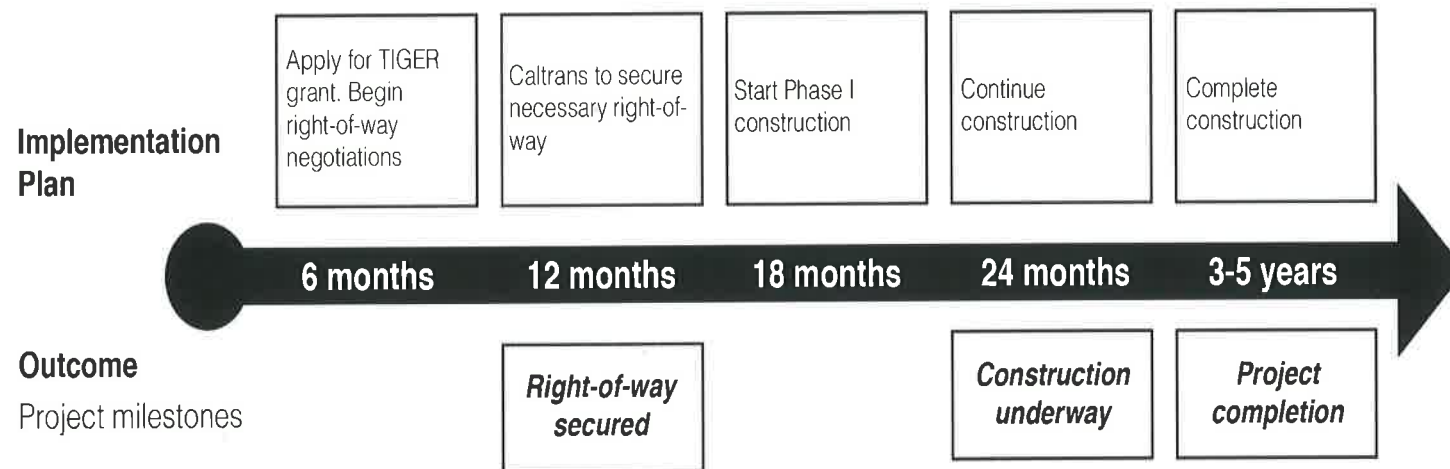 Implementation
Plan
Apply for TIGER
grant. Begin
right-of-way
negotiations
Caltrans to secure
necessary right-of-
way
Start Phase I
construction
Continue
construction
Complete
construction
6 months
12 months
18 months
24 months
3-5 years
Outcome
Project milestones
Right-of-way
secured
Construction
underway
Project
completion